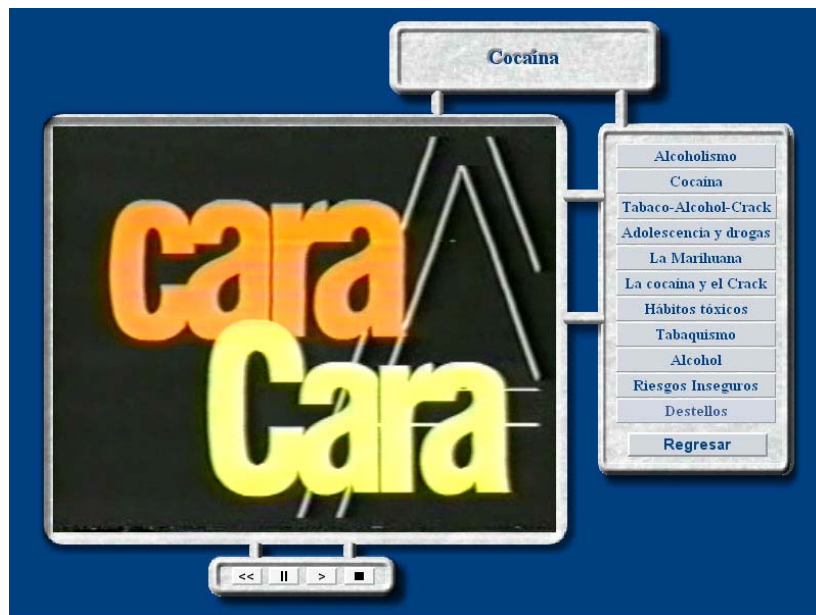 Cocaína
cara
Cara
Alcoholismo
Cocaína
Tabaco-Alcohol-Crack
Adolescencia y drogas
La Marihuana
La cocaína y el Crack
Hábitos tóxicos
Tabaquismo
Alcohol
Riesgos Inseguros
Destellos
Regresar
<< II > ■